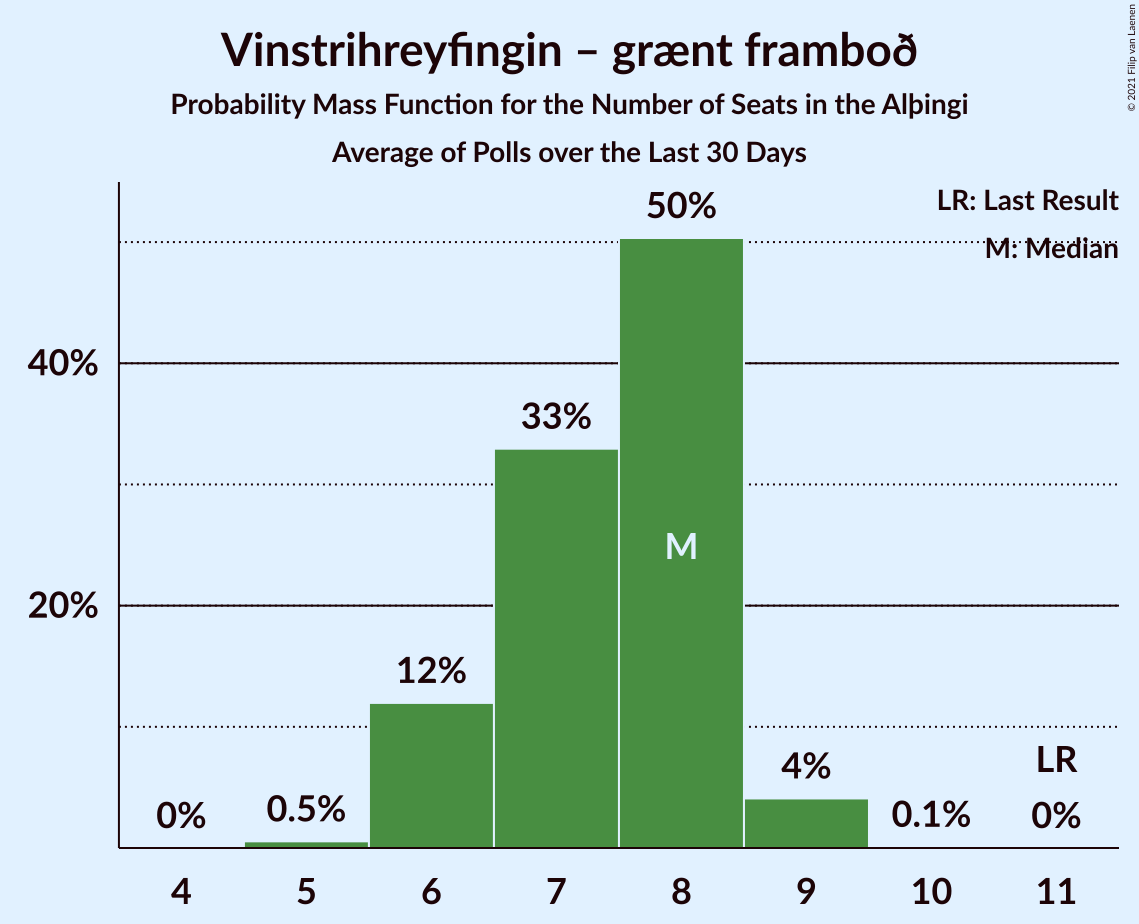 Vinstrihreyfingin – grænt framboð
Probability Mass Function for the Number of Seats in the Alþingi
Average of Polls over the Last 30 Days
© 2021 Filip van Laenen
LR: Last Result
M: Median
50%
40%
33%
M
20%
12%
LR
4%
0%
0.5%
0.1%
0%
4 5 6 7 8 9 10 11